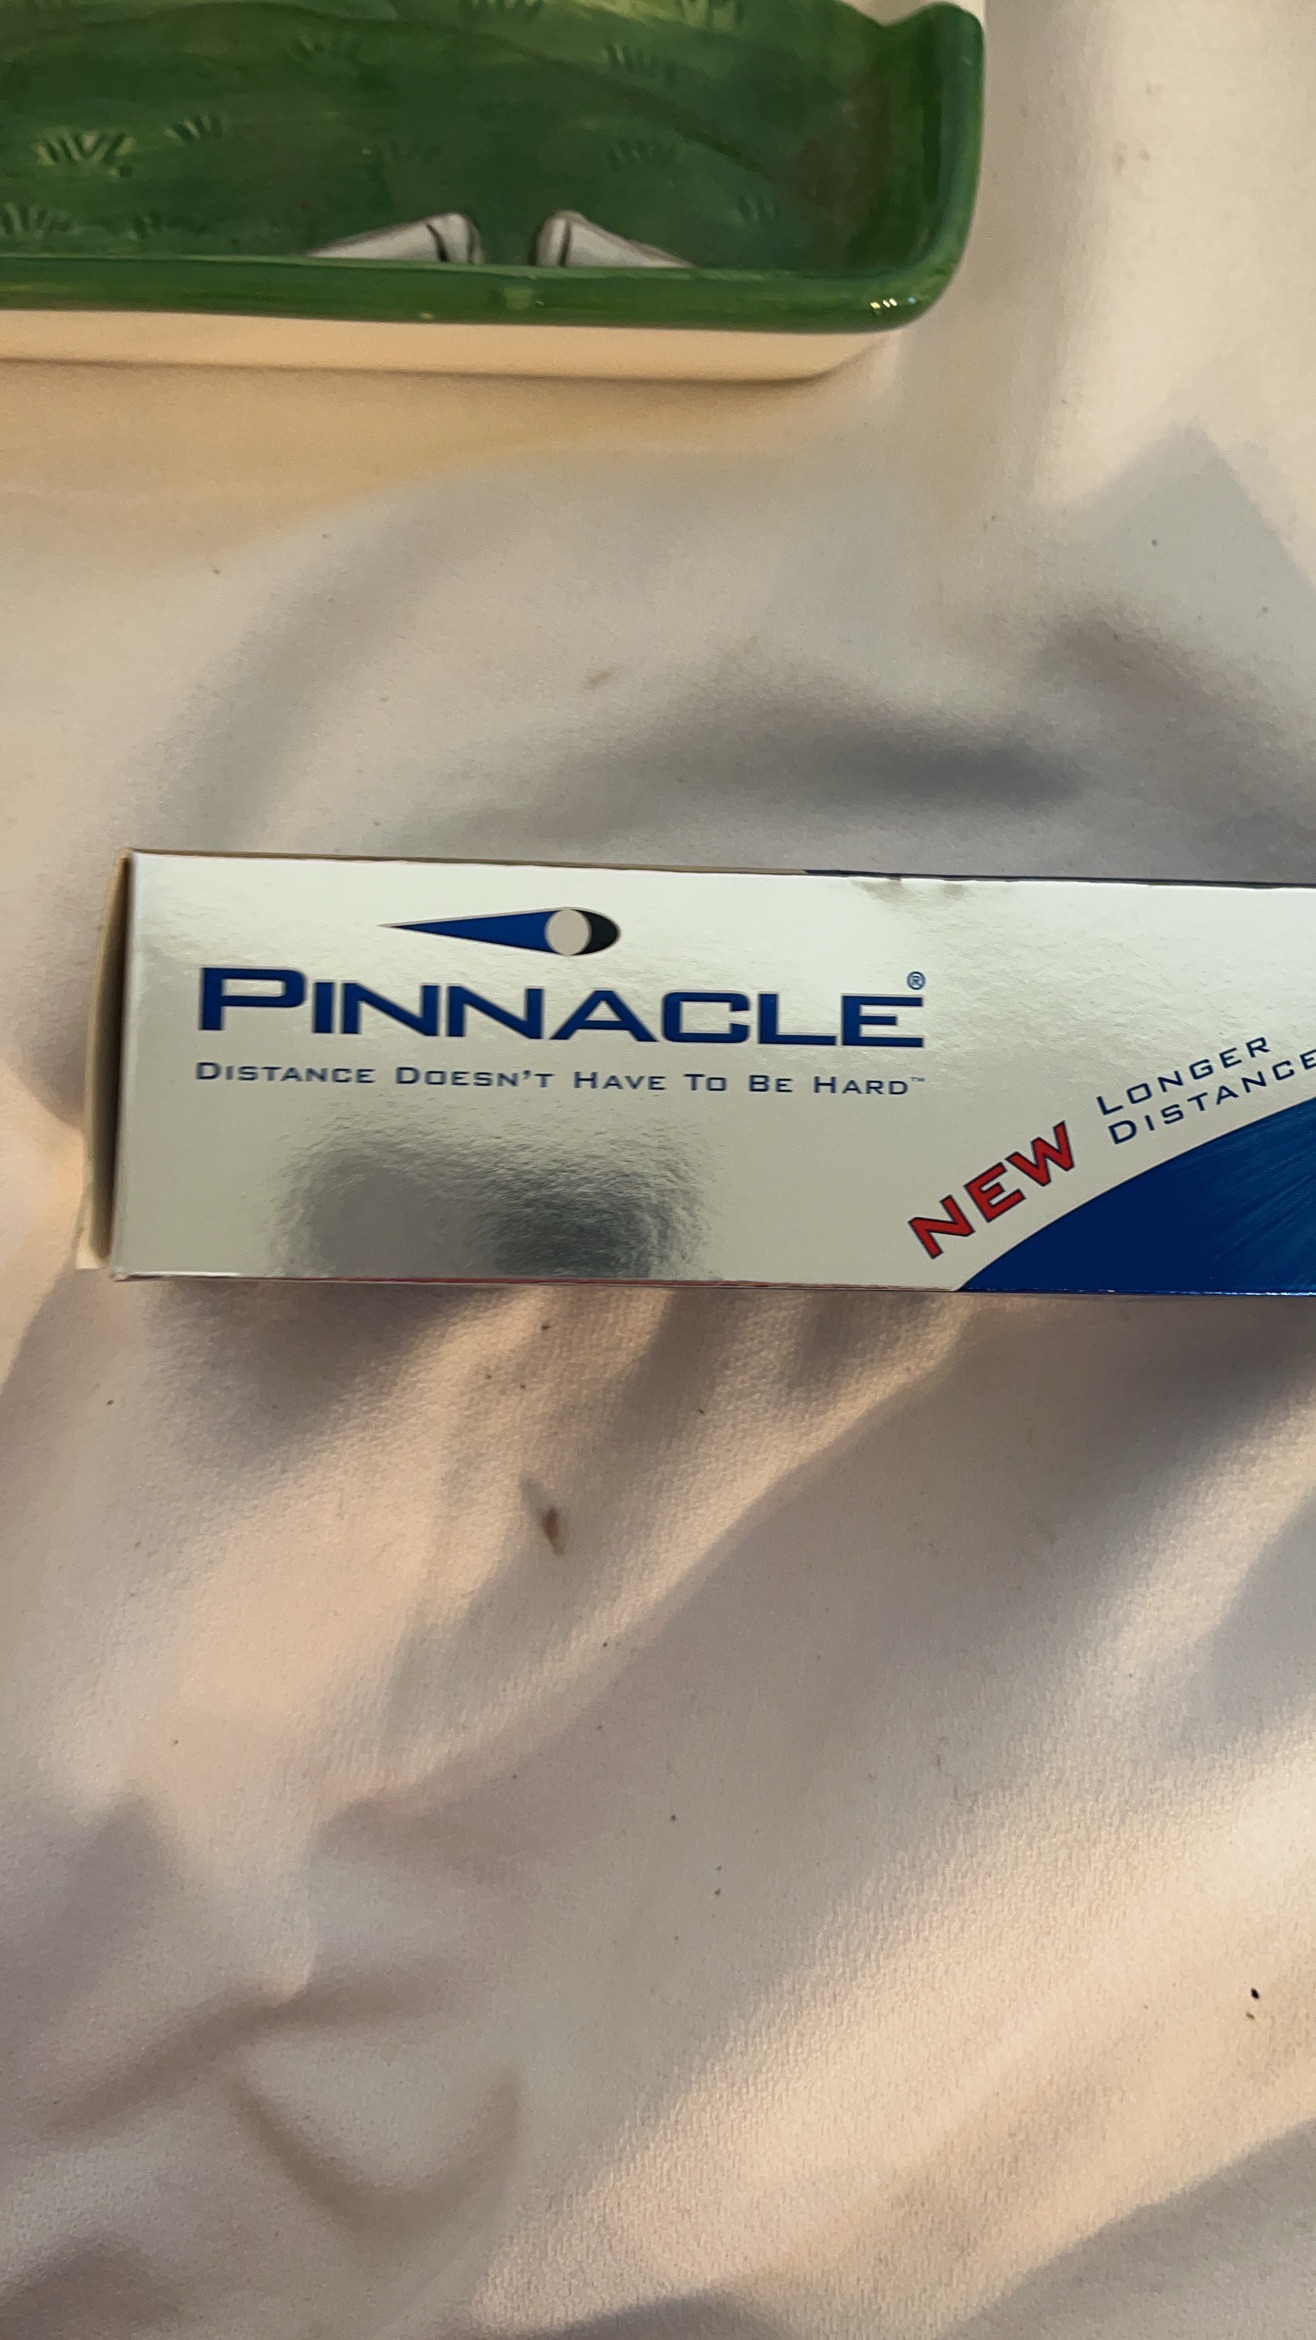 PINNACLE®
DISTANCE DOESN'T HAVE TO BE HARD™
NEW LONGER
DISTANCE